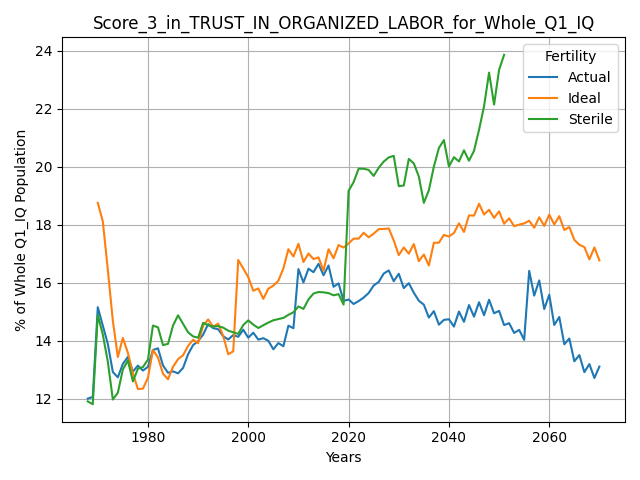 Score_3_in_TRUST_IN_ORGANIZED_LABOR_for_Whole_Q1_IQ
% of Whole Q1_IQ Population
24
22
20
18
16
14
12
1980
2000
2020
2040
2060
Years
Fertility
Actual
Ideal
Sterile